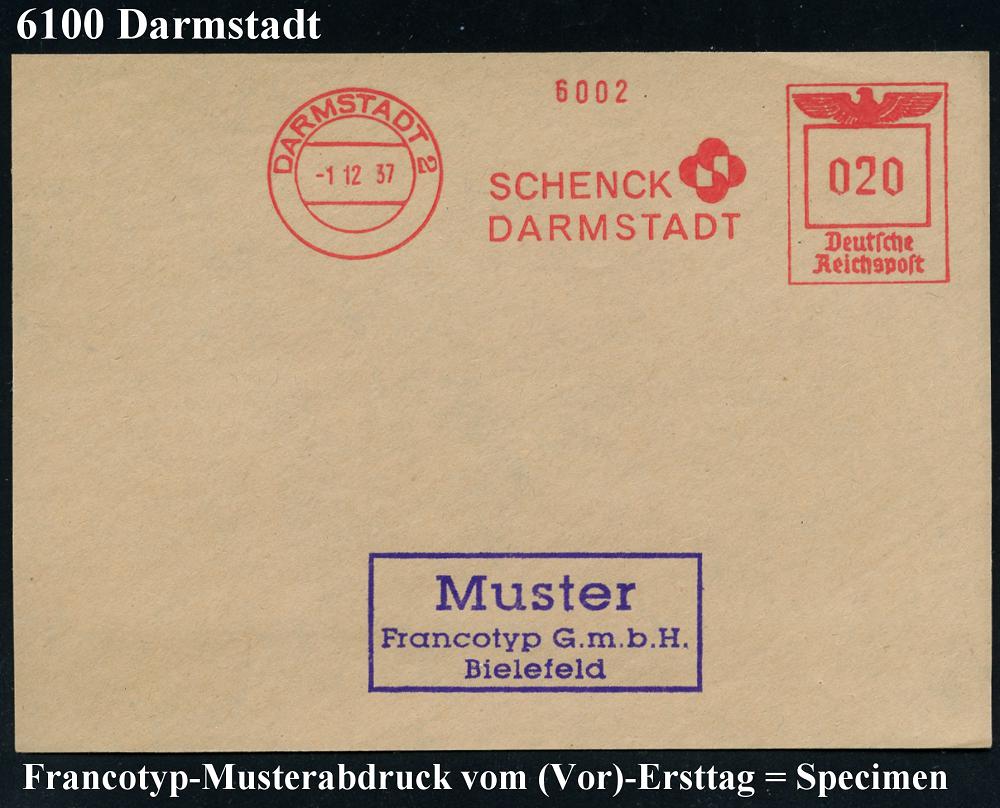 6100 Darmstadt
6002
DARMSTADT 2
-1 12 37
SCHENCK
DARMSTADT
020
Deutsche
Reichspost
Muster
Francotyp G.m.b.H.
Bielefeld
Francotyp-Musterabdruck vom (Vor)-Ersttag = Specimen